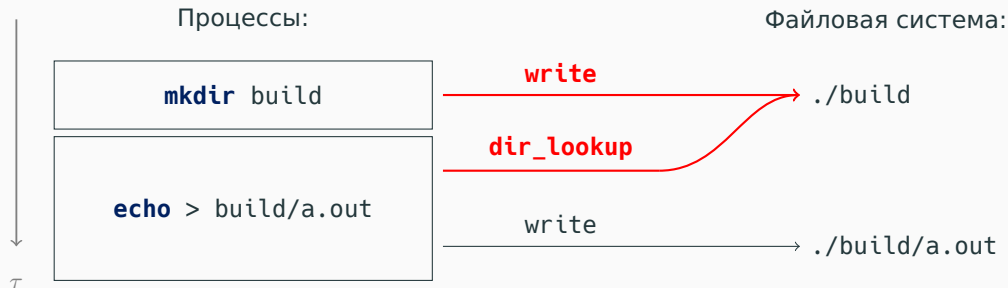 Процессы:
Файловая система:
mkdir build
write
./build
dir_lookup
echo > build/a.out
write
./build/a.out
τ